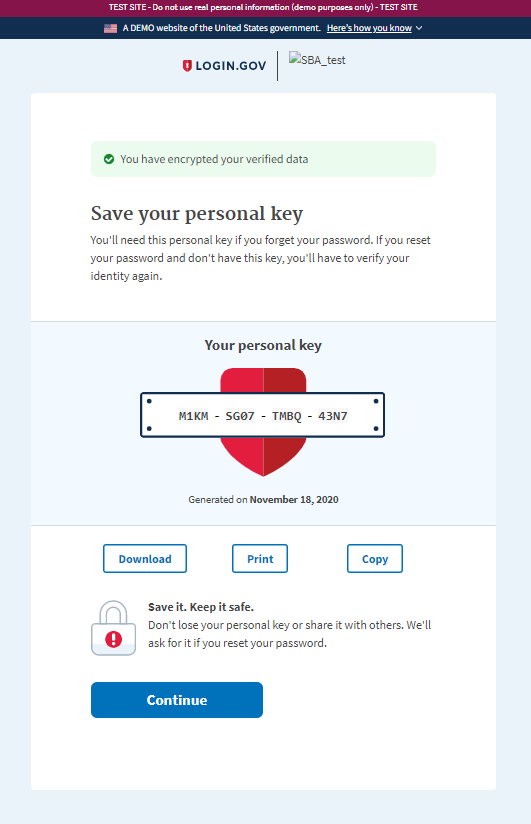 TEST SITE - Do not use real personal information (demo purposes only) - TEST SITE
A DEMO website of the United States government. Here's how you know
LOGIN.GOV
SBA_test
You have encrypted your verified data
Save your personal key
You'll need this personal key if you forget your password. If you reset
your password and don't have this key, you'll have to verify your
identity again.
Your personal key
M1KM - SG07 - TMBQ - 43N7
Generated on November 18, 2020
Download Print Copy
Save it. Keep it safe.
Don't lose your personal key or share it with others. We'll
ask for it if you reset your password.
Continue